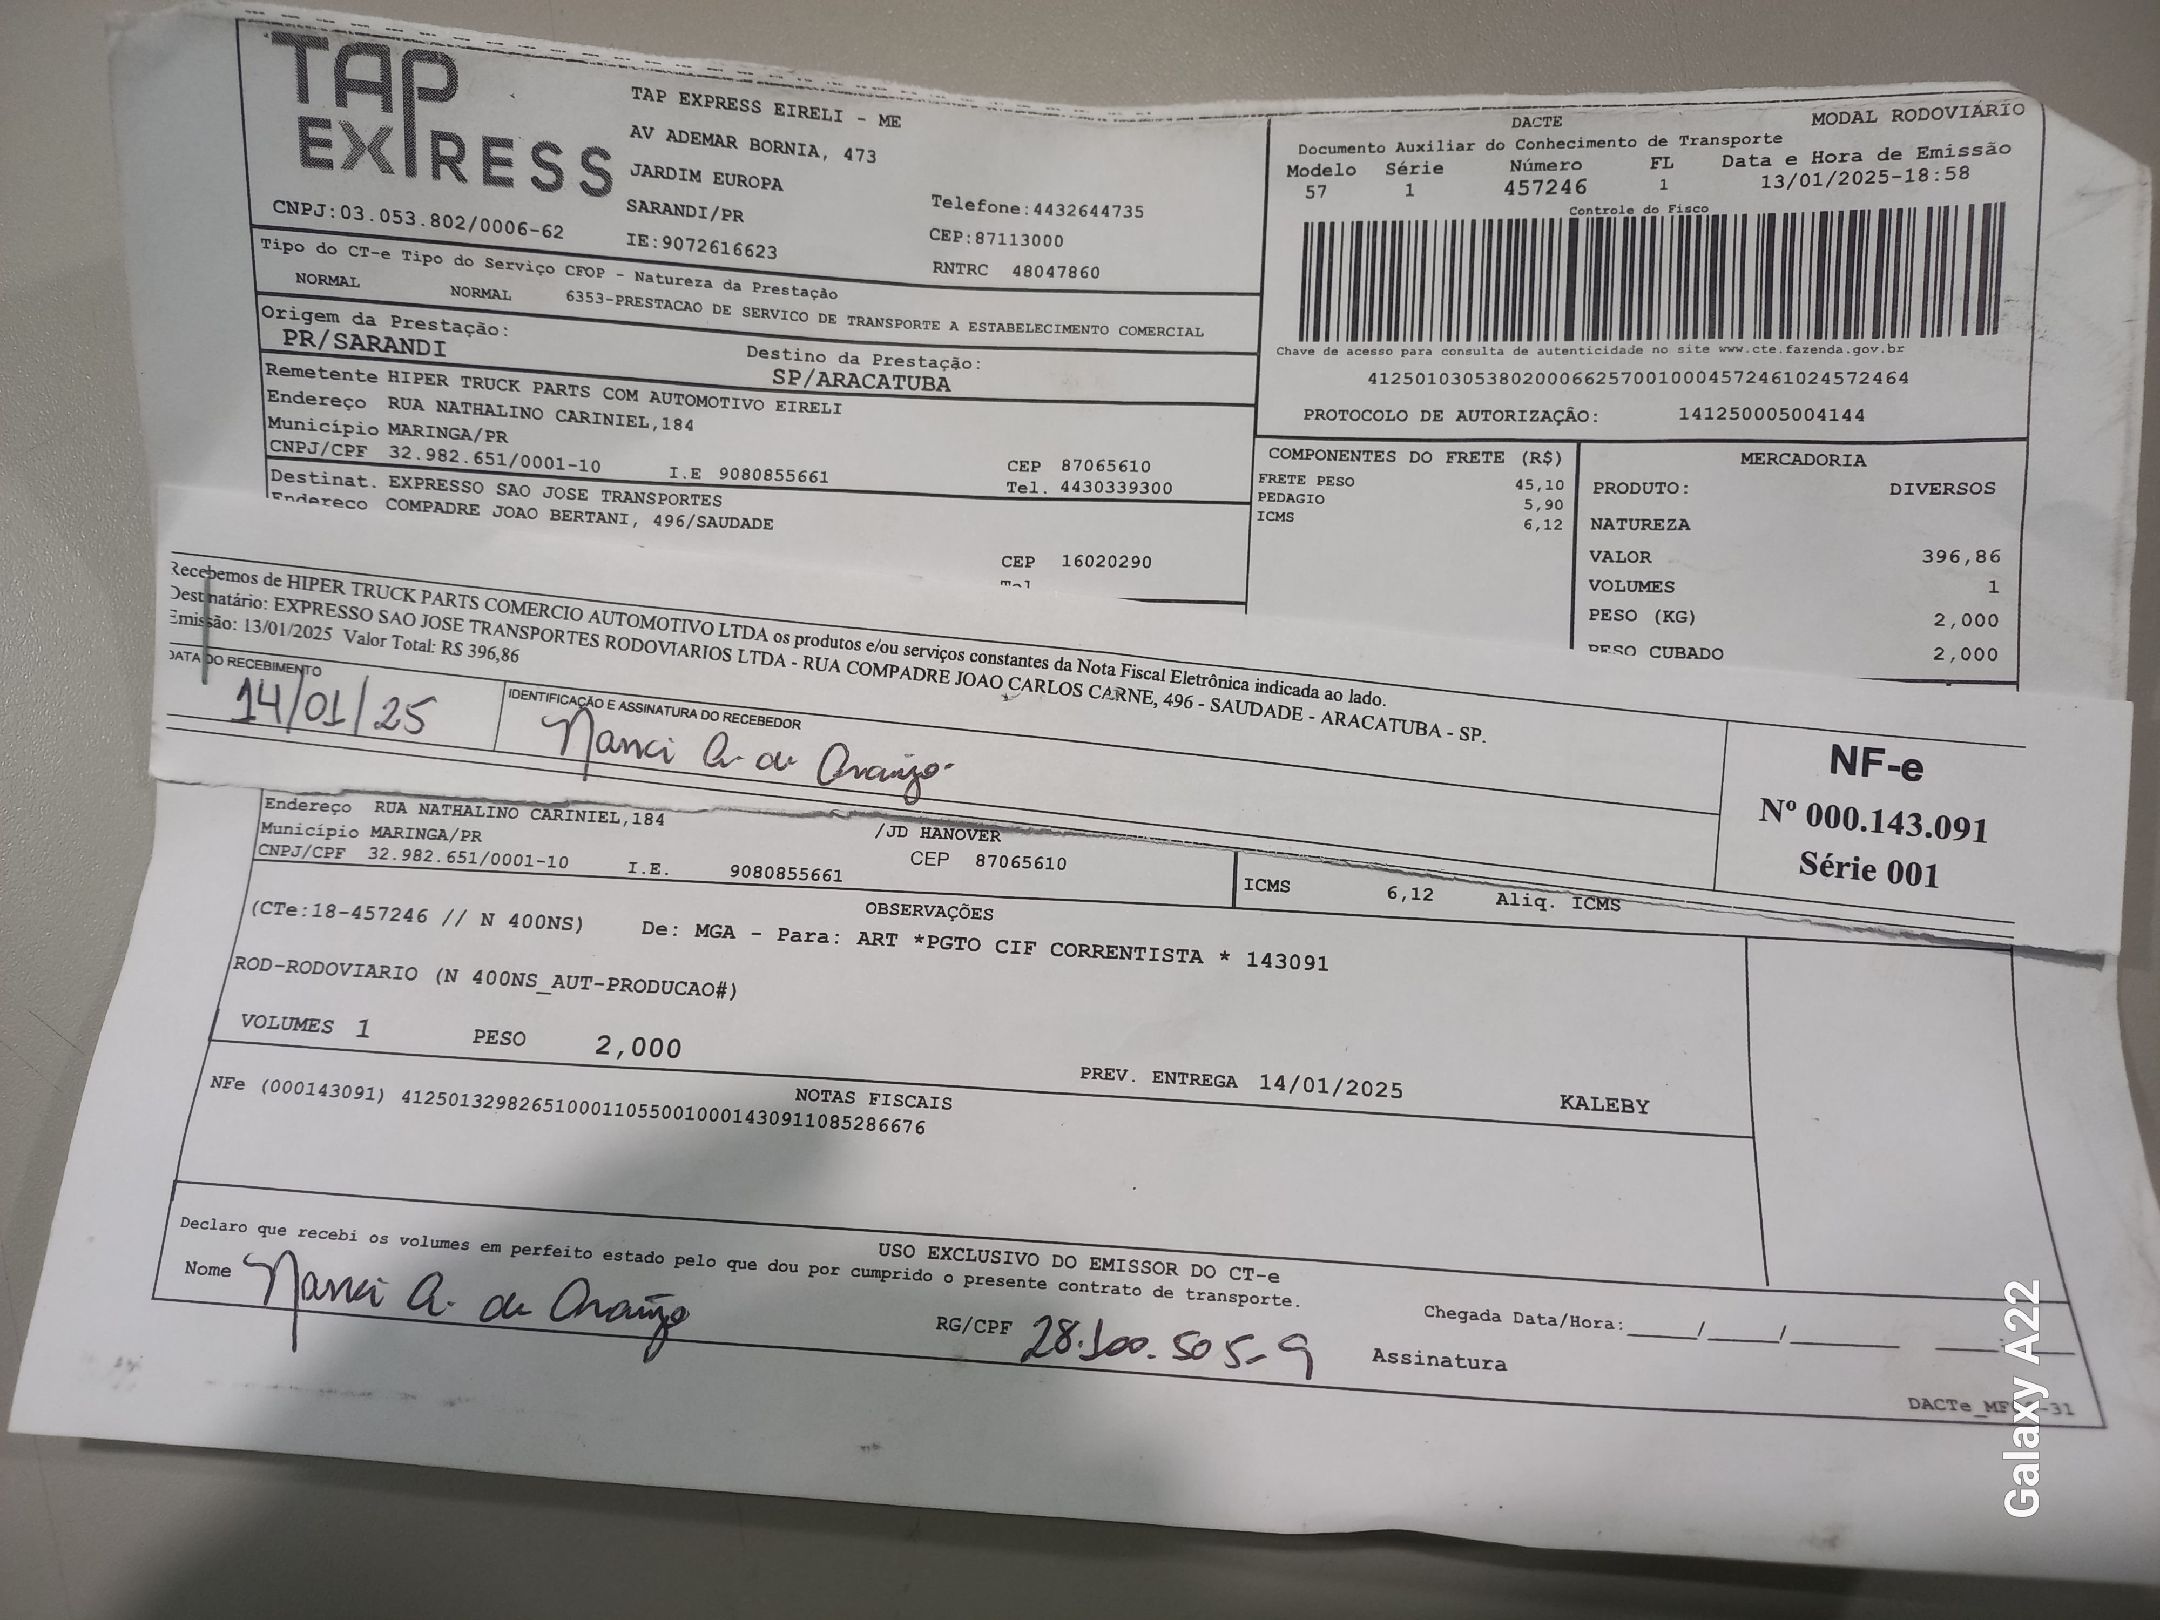 TAP
EXPRESS
TAP EXPRESS EIRELI - ME
AV ADEMAR BORNIA, 473
JARDIM EUROPA
SARANDI/PR
IE:9072616623
CNPJ:03.053.802/0006-62
Telefone:4432644735
CEP:87113000
RNTRC 48047860
DACTE
MODAL RODOVIÁRIO
Documento Auxiliar do Conhecimento de Transporte
Modelo Série Número FL Data e Hora de Emissão
57 1 457246 1 13/01/2025-18:58
Controle do Fisco
Chave de acesso para consulta de autenticidade no site www.cte.fazenda.gov.br
41250103053802000662570010004572461024572464
PROTOCOLO DE AUTORIZAÇÃO: 141250005004144
Tipo do CT-e Tipo do Serviço CFOP - Natureza da Prestação
NORMAL NORMAL 6353-PRESTACAO DE SERVICO DE TRANSPORTE A ESTABELECIMENTO COMERCIAL
Origem da Prestação:
PR/SARANDI
Destino da Prestação:
SP/ARACATUBA
Remetente HIPER TRUCK PARTS COM AUTOMOTIVO EIRELI
Endereço RUA NATHALINO CARINIEL,184
Município MARINGA/PR
CNPJ/CPF 32.982.651/0001-10 I.E 9080855661
CEP 87065610
Tel. 4430339300
Destinat. EXPRESSO SAO JOSE TRANSPORTES
Endereco COMPADRE JOAO BERTANI, 496/SAUDADE
CEP 16020290
COMPONENTES DO FRETE (R$)
FRETE PESO 45,10
PEDAGIO 5,90
ICMS 6,12
MERCADORIA
PRODUTO: DIVERSOS
NATUREZA
VALOR 396,86
VOLUMES 1
PESO (KG) 2,000
PESO CUBADO 2,000
Recebemos de HIPER TRUCK PARTS COMERCIO AUTOMOTIVO LTDA os produtos e/ou serviços constantes da Nota Fiscal Eletrônica indicada ao lado.
Destinatário: EXPRESSO SAO JOSE TRANSPORTES RODOVIARIOS LTDA - RUA COMPADRE JOAO CARLOS CARNE, 496 - SAUDADE - ARACATUBA - SP.
Emissão: 13/01/2025 Valor Total: R$ 396,86
DATA DO RECEBIMENTO
14/01/25
IDENTIFICAÇÃO E ASSINATURA DO RECEBEDOR
Nanci A. de Araújo
NF-e
Nº 000.143.091
Série 001
Endereço RUA NATHALINO CARINIEL,184 /JD HANOVER
Município MARINGA/PR CEP 87065610
CNPJ/CPF 32.982.651/0001-10 I.E. 9080855661
ICMS 6,12 Aliq. ICMS
OBSERVAÇÕES
(CTe:18-457246 // N 400NS) De: MGA - Para: ART *PGTO CIF CORRENTISTA * 143091
ROD-RODOVIARIO (N 400NS_AUT-PRODUCAO#)
VOLUMES 1 PESO 2,000
PREV. ENTREGA 14/01/2025 KALEBY
NOTAS FISCAIS
NFe (000143091) 41250132982651000110550010001430911085286676
USO EXCLUSIVO DO EMISSOR DO CT-e
Declaro que recebi os volumes em perfeito estado pelo que dou por cumprido o presente contrato de transporte.
Nome Nanci A. de Araújo
RG/CPF 28.100.505-9
Chegada Data/Hora:_____/_____/
Assinatura
Galaxy A22